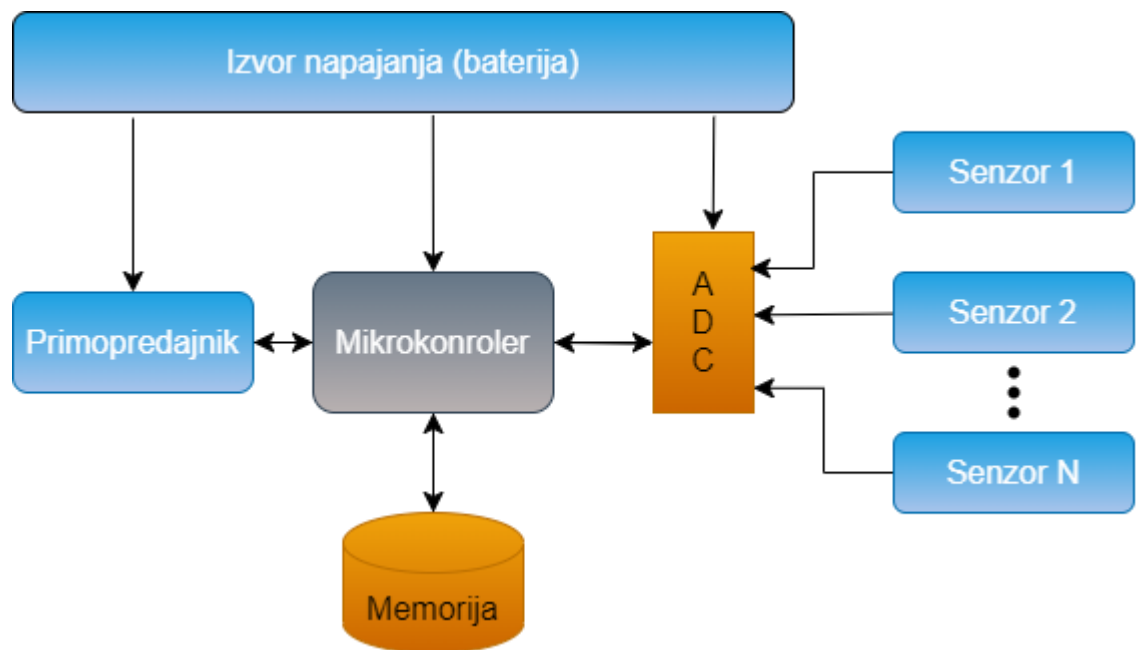 Izvor napajanja (baterija)
Senzor 1
Primopredajnik
Mikrokonroler
A
D
C
Senzor 2
Senzor N
Memorija